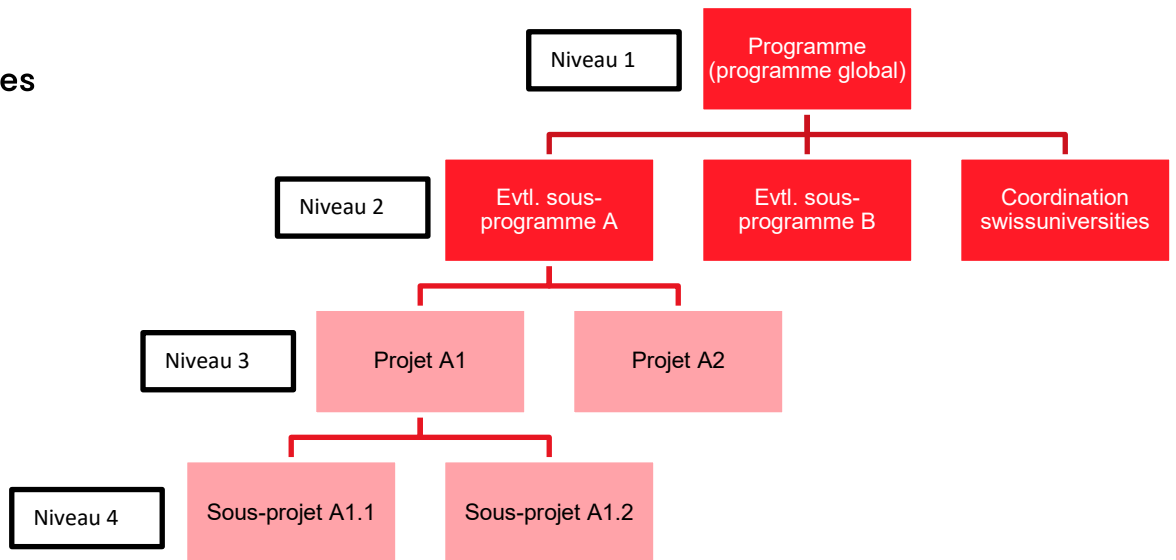 es
Niveau 1
Programme
(programme global)
Niveau 2
Evtl. sous-
programme A
Evtl. sous-
programme B
Coordination
swissuniversities
Niveau 3
Projet A1
Projet A2
Niveau 4
Sous-projet A1.1
Sous-projet A1.2